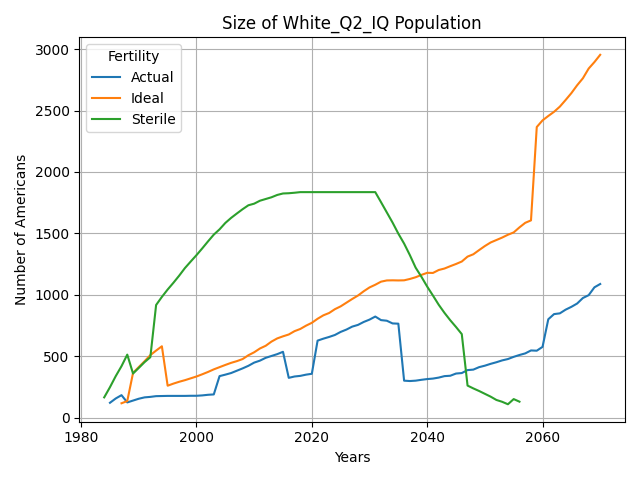 Size of White_Q2_IQ Population
Fertility
Actual
Ideal
Sterile
Number of Americans
3000
2500
2000
1500
1000
500
0
1980
2000
2020
2040
2060
Years